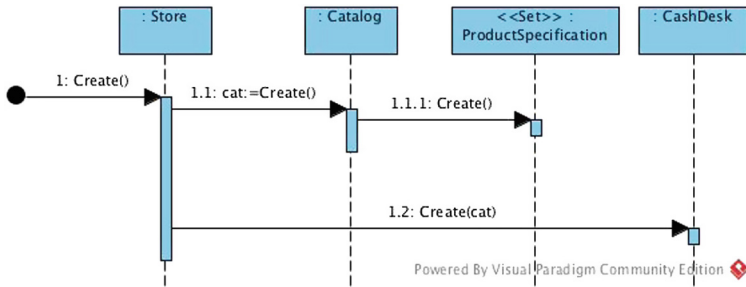 : Store
: Catalog
<<Set>> :
ProductSpecification
: CashDesk
1: Create()
1.1: cat:=Create()
1.1.1: Create()
1.2: Create(cat)
Powered By Visual Paradigm Community Edition